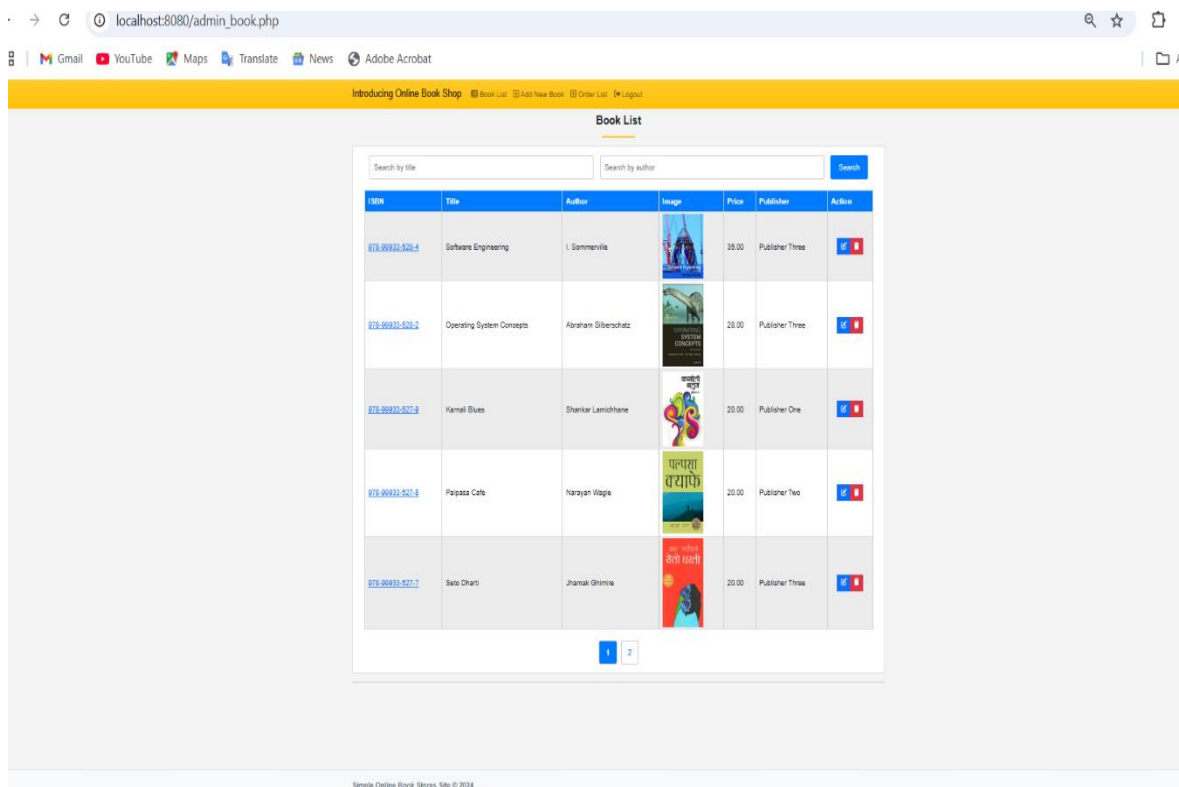 localhost:8080/admin_book.php
Gmail YouTube Maps Translate News Adobe Acrobat
Introducing Online Book Shop Book List Add New Book Order List Logout
Book List
Search by title Search by author Search
ISBN Title Author Image Price Publisher Action
Software Engineering I. Sommerville 35.00 Publisher Three
978-99933-528-2 Operating System Concepts Abraham Silberschatz 28.00 Publisher Three
OPERATING
SYSTEM
CONCEPTS
कर्णाली
ब्लुज
978-99933-527-9 Karnali Blues Shankar Lamichhane 20.00 Publisher One
पल्पसा
क्याफे
978-99933-527-8 Palpasa Cafe Narayan Wagle 20.00 Publisher Two
सेतो धरती
978-99933-527-7 Seto Dharti Jhamak Ghimire 20.00 Publisher Three
1 2
Simple Online Book Stores Site © 2024